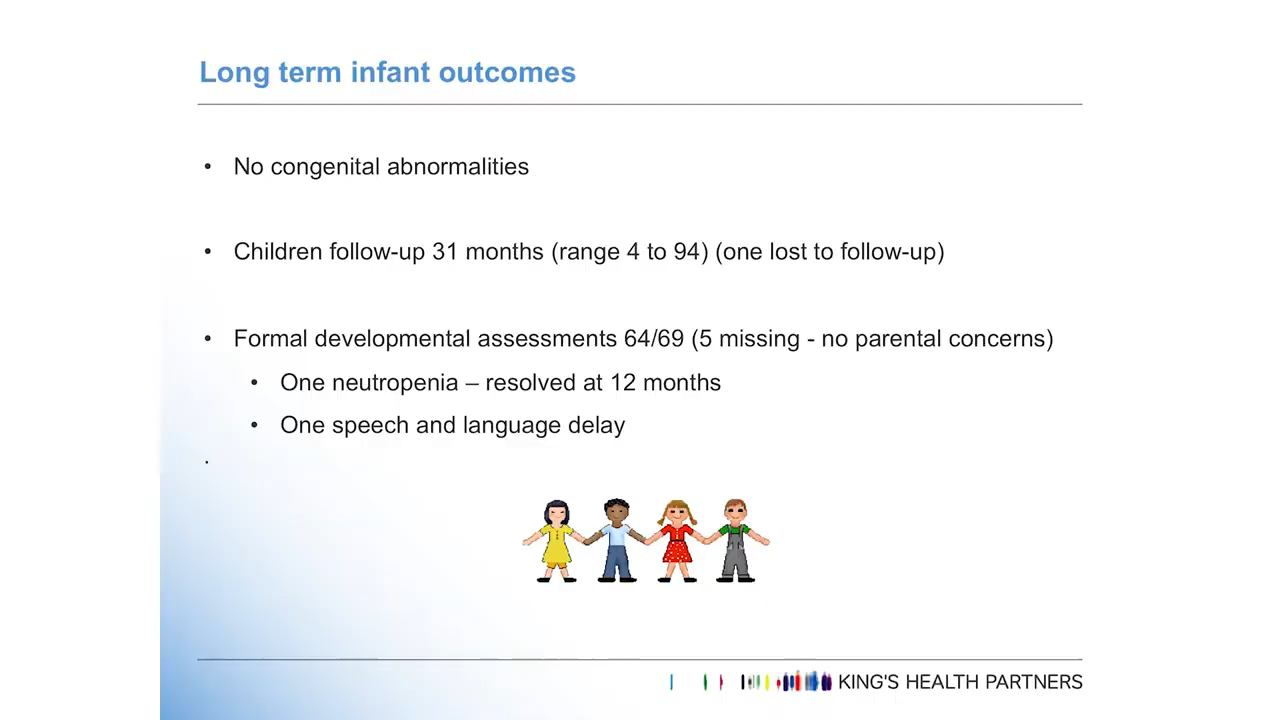 Long term infant outcomes
• No congenital abnormalities
• Children follow-up 31 months (range 4 to 94) (one lost to follow-up)
• Formal developmental assessments 64/69 (5 missing - no parental concerns)
• One neutropenia – resolved at 12 months
• One speech and language delay
.
KING'S HEALTH PARTNERS